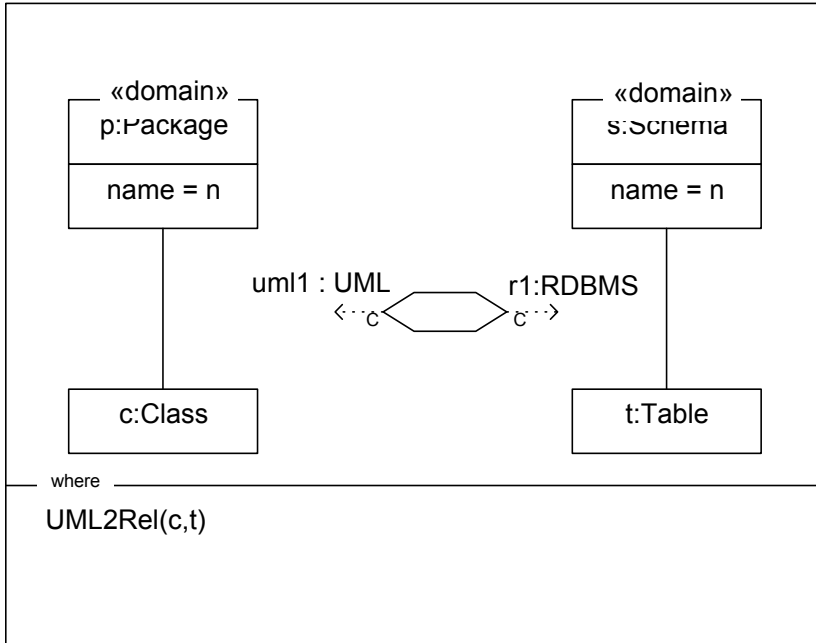 «domain»
p:Package
name = n
«domain»
s:Schema
name = n
uml1 : UML
r1:RDBMS
C
C
c:Class
t:Table
where
UML2Rel(c,t)